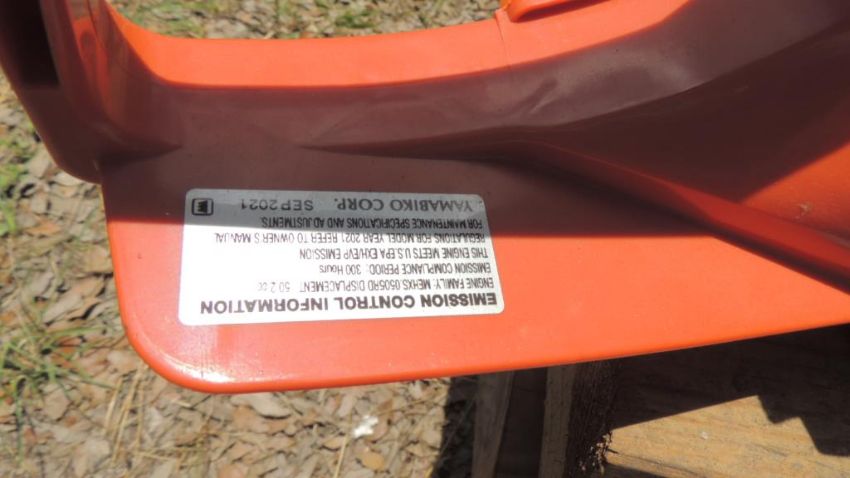 EMISSION CONTROL INFORMATION
ENGINE FAMILY: MEHXS.0505RD DISPLACEMENT 50.2 cc
EMISSION COMPLIANCE PERIOD: 300 Hours
THIS ENGINE MEETS U.S.EPA EXH/EVP EMISSION
REGULATIONS FOR MODEL YEAR 2021.REFER TO OWNER'S MANUAL
FOR MAINTENANCE SPECIFICATIONS AND ADJUSTMENTS.
YAMABIKO CORP. SEP2021